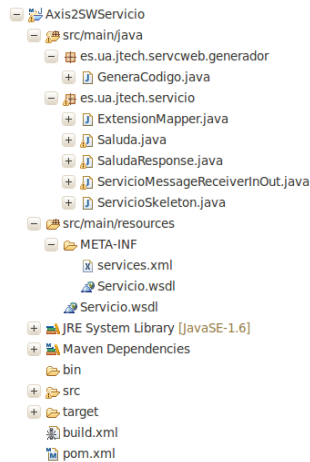 Axis2SWServicio
src/main/java
es.ua.jtech.servcweb.generador
GeneraCodigo.java
es.ua.jtech.servicio
ExtensionMapper.java
Saluda.java
SaludaResponse.java
ServicioMessageReceiverInOut.java
ServicioSkeleton.java
src/main/resources
META-INF
services.xml
Servicio.wsdl
Servicio.wsdl
JRE System Library [JavaSE-1.6]
Maven Dependencies
bin
src
target
build.xml
pom.xml